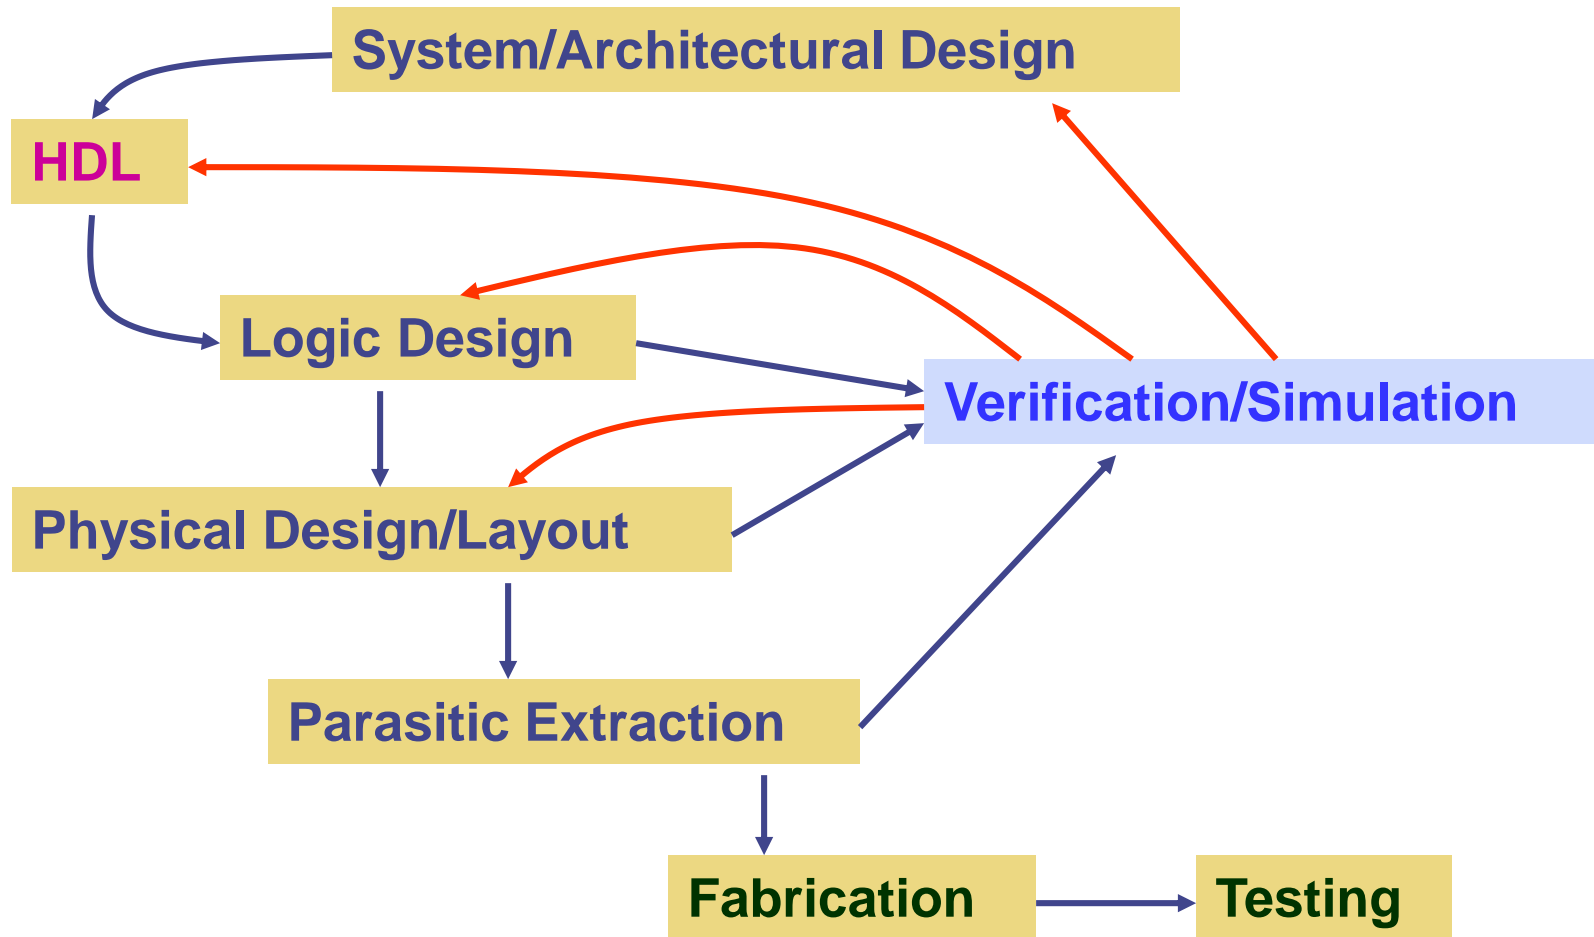 System/Architectural Design
HDL
Logic Design
Verification/Simulation
Physical Design/Layout
Parasitic Extraction
Fabrication
Testing